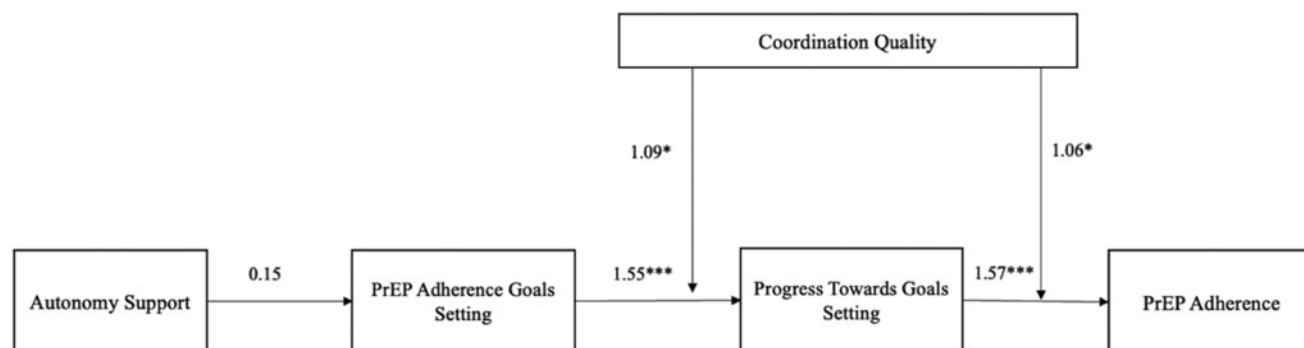 Coordination Quality
1.09*
1.06*
0.15
1.55***
1.57***
Autonomy Support
PrEP Adherence Goals
Setting
Progress Towards Goals
Setting
PrEP Adherence